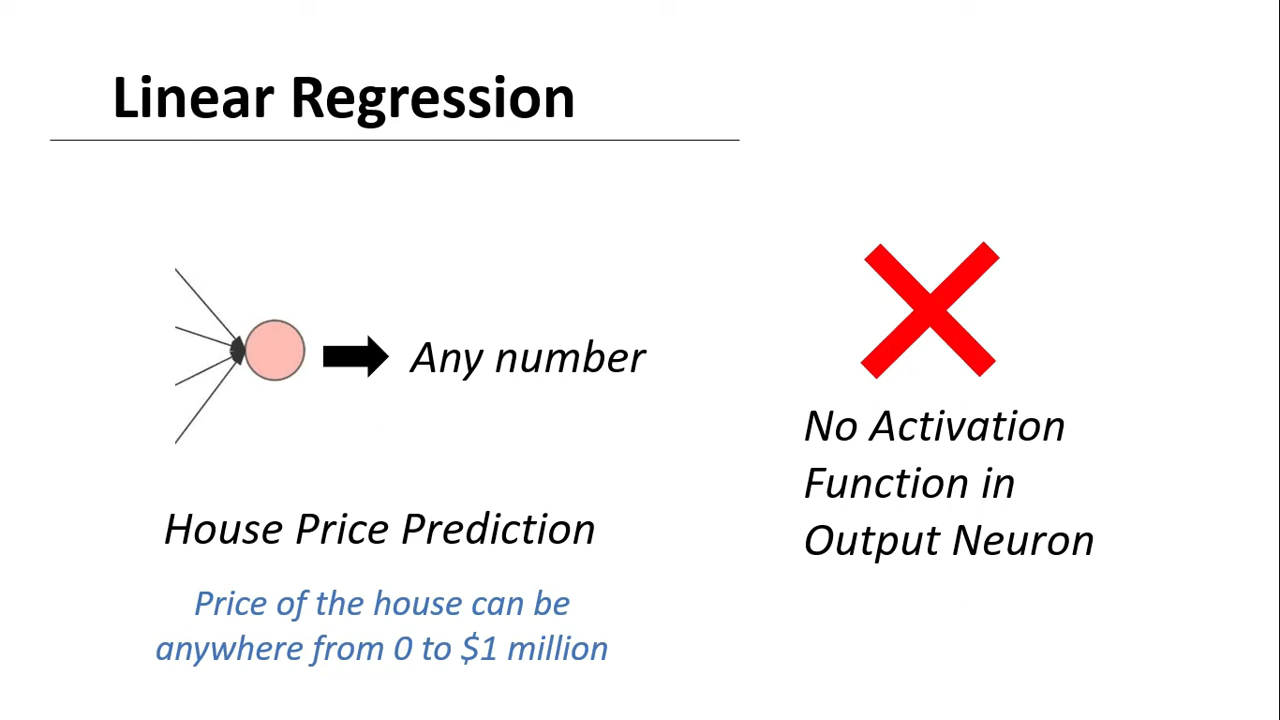 Linear Regression
Any number
No Activation
Function in
Output Neuron
House Price Prediction
Price of the house can be
anywhere from 0 to $1 million